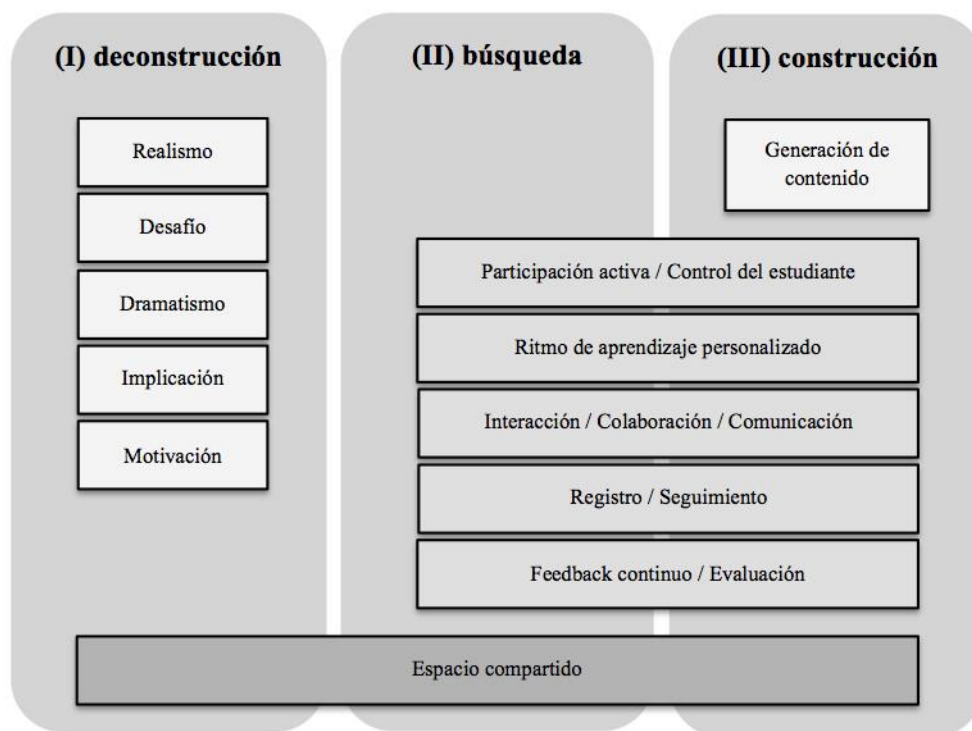 (I) deconstrucción
(II) búsqueda
(III) construcción
Realismo
Desafío
Dramatismo
Implicación
Motivación
Generación de
contenido
Participación activa / Control del estudiante
Ritmo de aprendizaje personalizado
Interacción / Colaboración / Comunicación
Registro / Seguimiento
Feedback continuo / Evaluación
Espacio compartido